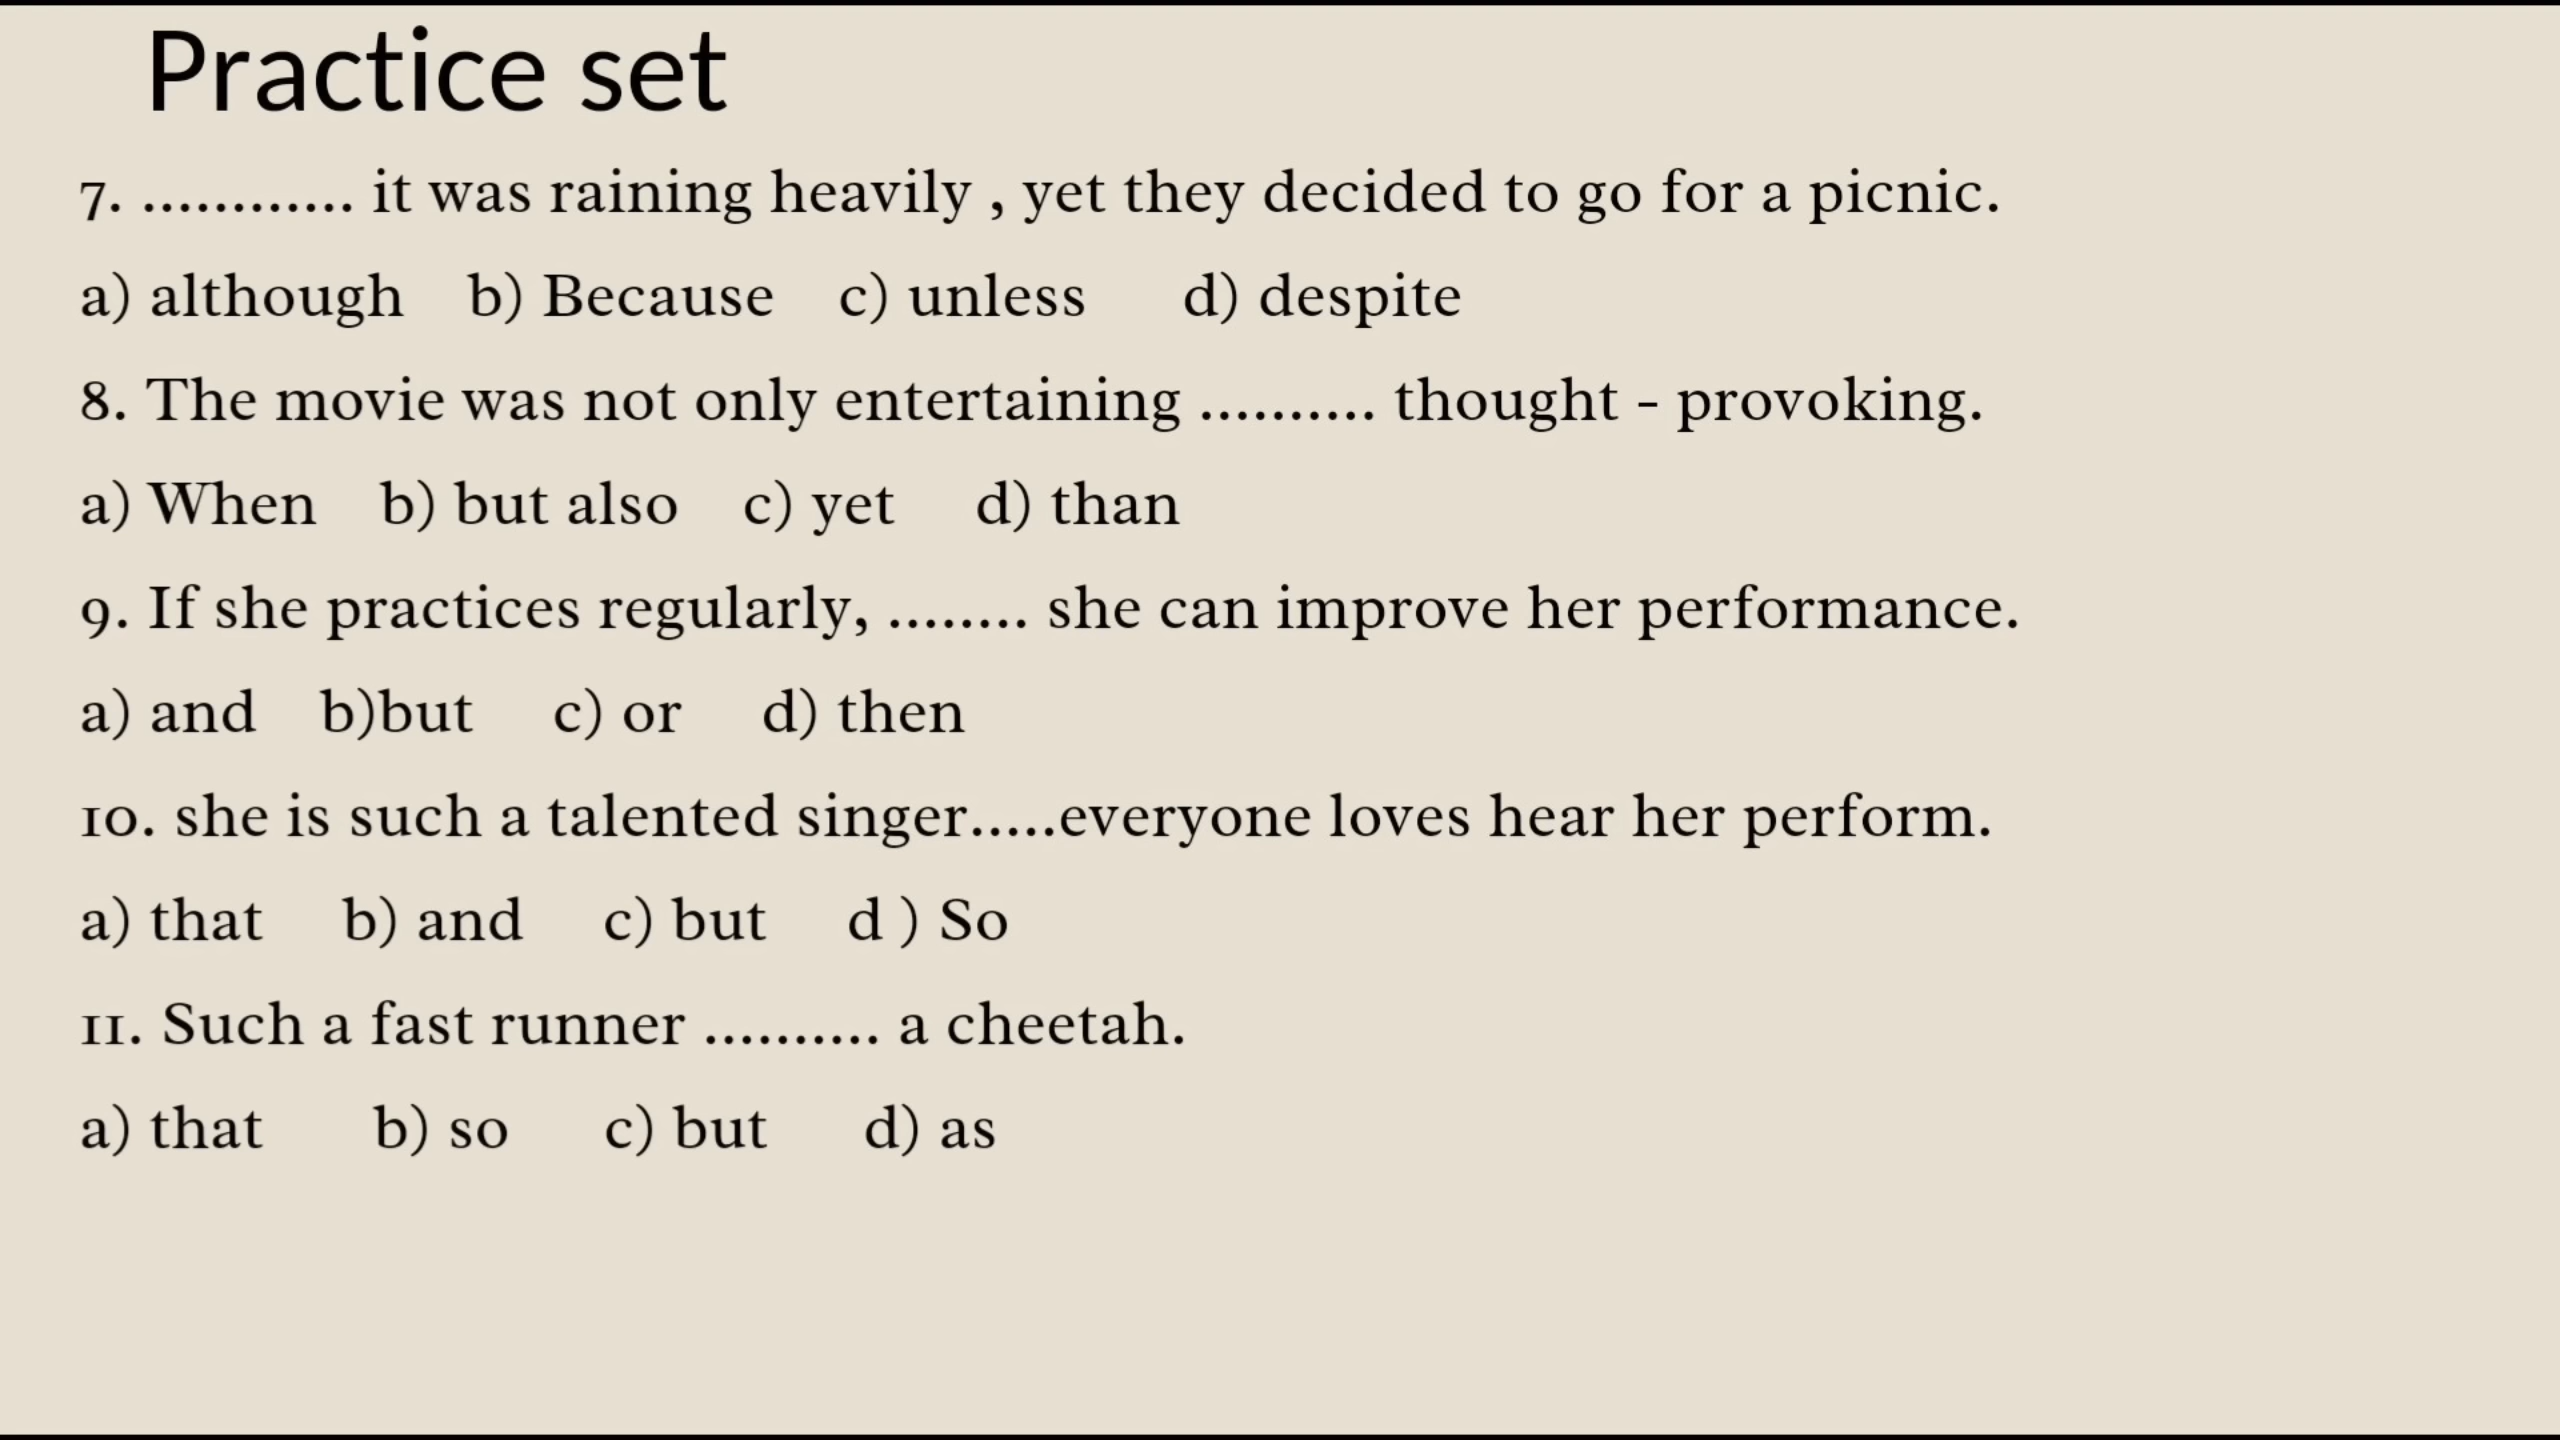 Practice set
7. ............ it was raining heavily , yet they decided to go for a picnic.
a) although b) Because c) unless d) despite
8. The movie was not only entertaining .......... thought - provoking.
a) When b) but also c) yet d) than
9. If she practices regularly, ........ she can improve her performance.
a) and b)but c) or d) then
10. she is such a talented singer.....everyone loves hear her perform.
a) that b) and c) but d ) So
11. Such a fast runner .......... a cheetah.
a) that b) so c) but d) as